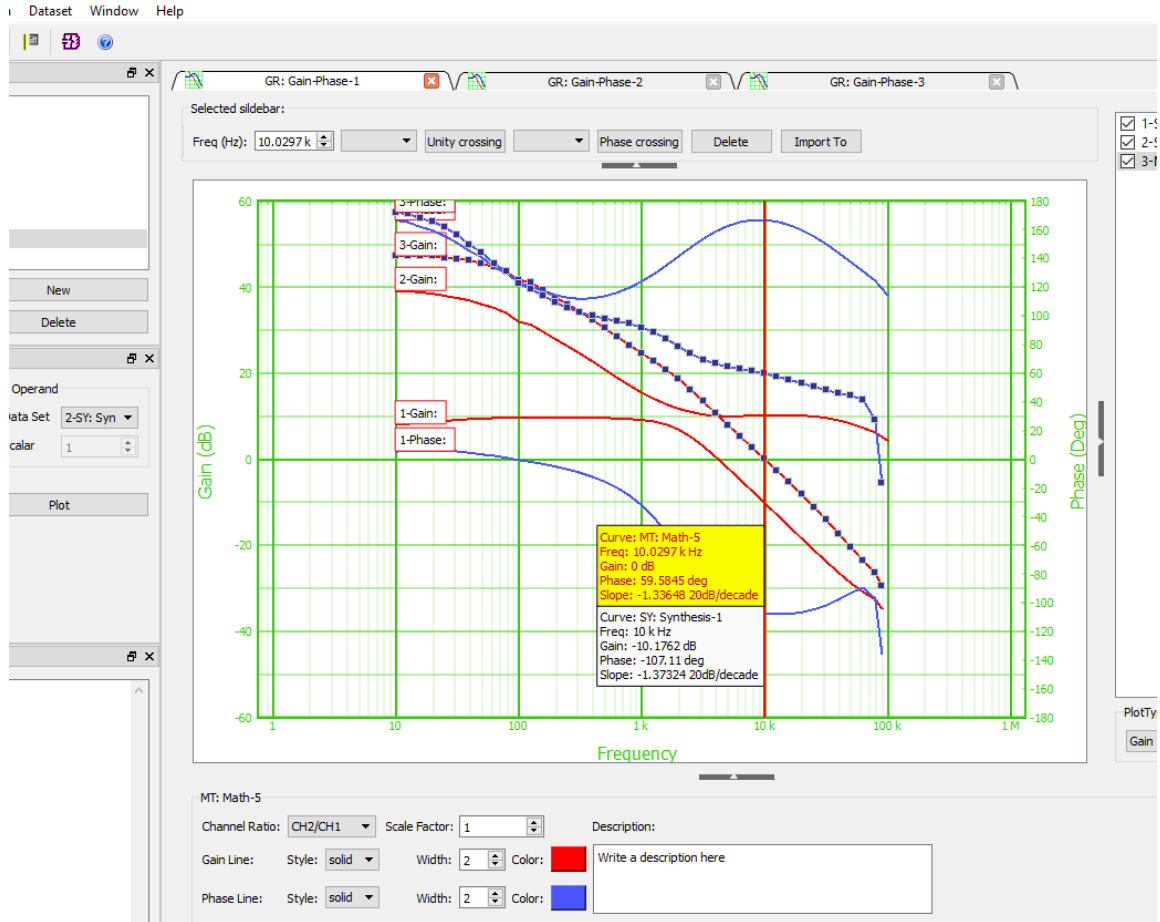 Dataset Window Help
GR: Gain-Phase-1 GR: Gain-Phase-2 GR: Gain-Phase-3
Selected sildebar:
Freq (Hz): 10.0297 k Unity crossing Phase crossing Delete Import To
1-S
2-S
3-M
60 180
3-Phase:
160
3-Gain:
140
2-Gain:
40 120
100
80
20 60
40
1-Gain:
20
1-Phase:
0 0
-20
-40
-20 -60
-80
-100
-40 -120
-140
-160
-60 -180
Gain (dB)
Phase (Deg)
Curve: MT: Math-5
Freq: 10.0297 k Hz
Gain: 0 dB
Phase: 59.5845 deg
Slope: -1.33648 20dB/decade
Curve: SY: Synthesis-1
Freq: 10 k Hz
Gain: -10.1762 dB
Phase: -107.11 deg
Slope: -1.37324 20dB/decade
1 10 100 1 k 10 k 100 k 1 M
Frequency
New
Delete
Operand
Data Set 2-SY: Syn
calar 1
Plot
PlotTy
Gain
MT: Math-5
Channel Ratio: CH2/CH1 Scale Factor: 1 Description:
Gain Line: Style: solid Width: 2 Color: Write a description here
Phase Line: Style: solid Width: 2 Color: